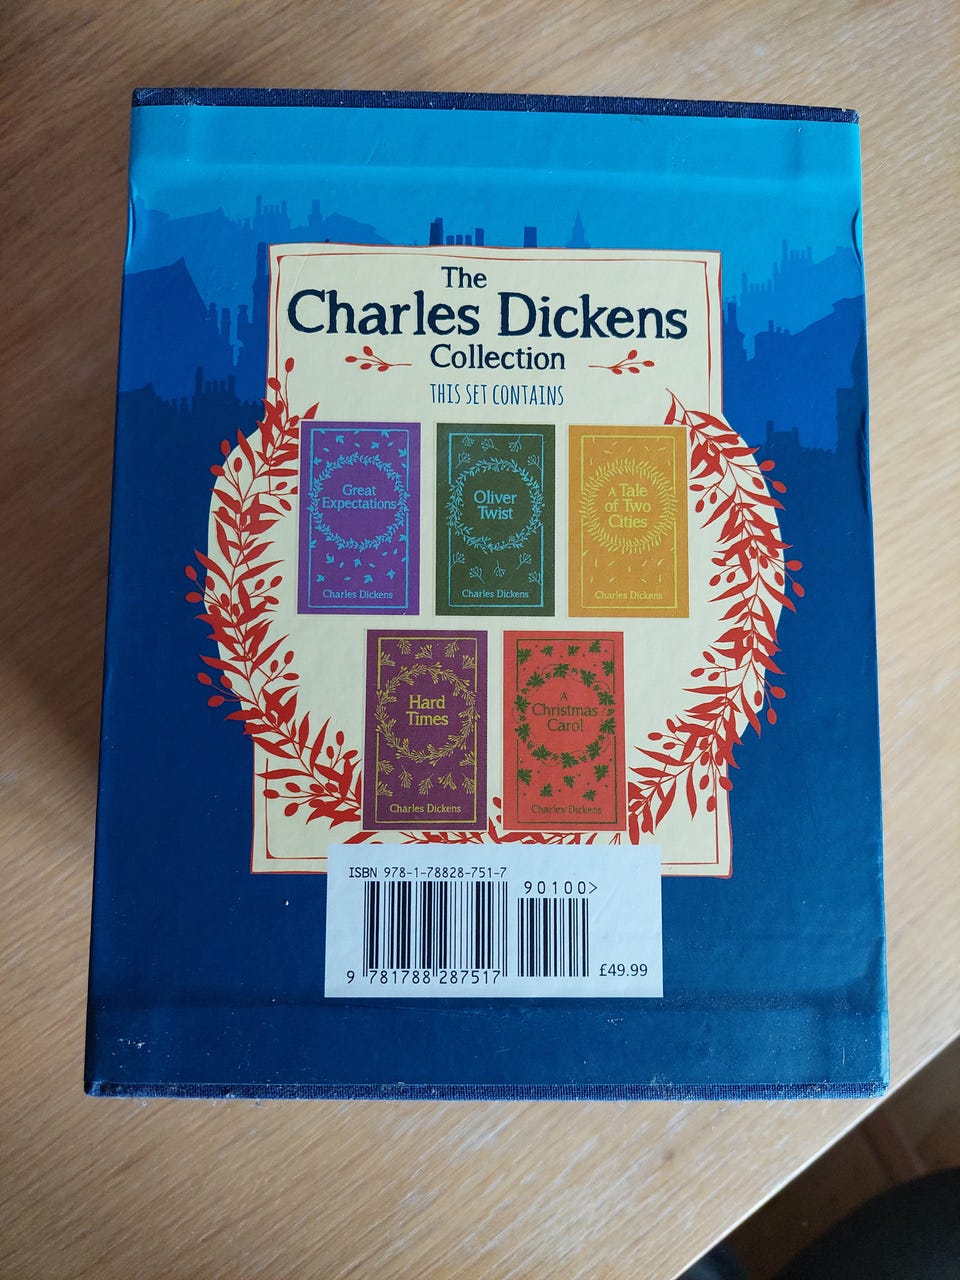 The
Charles Dickens
Collection
THIS SET CONTAINS
Great
Expectations
Charles Dickens
Oliver
Twist
Charles Dickens
A Tale
of Two
Cities
Charles Dickens
Hard
Times
Charles Dickens
A
Christmas
Carol
Charles Dickens
ISBN 978-1-78828-751-7
90100>
9 781788 287517
£49.99